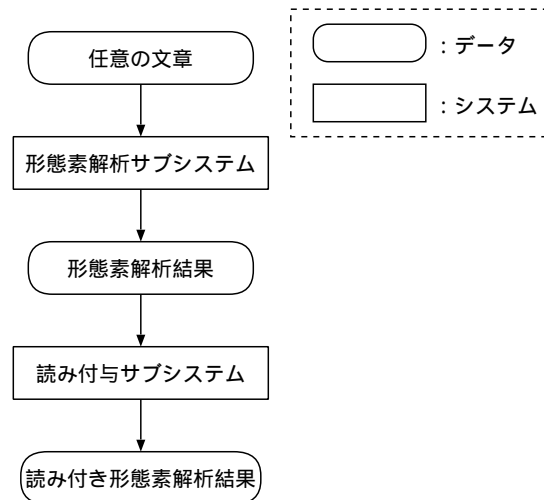 任意の文章
：データ
：システム
形態素解析サブシステム
形態素解析結果
読み付与サブシステム
読み付き形態素解析結果